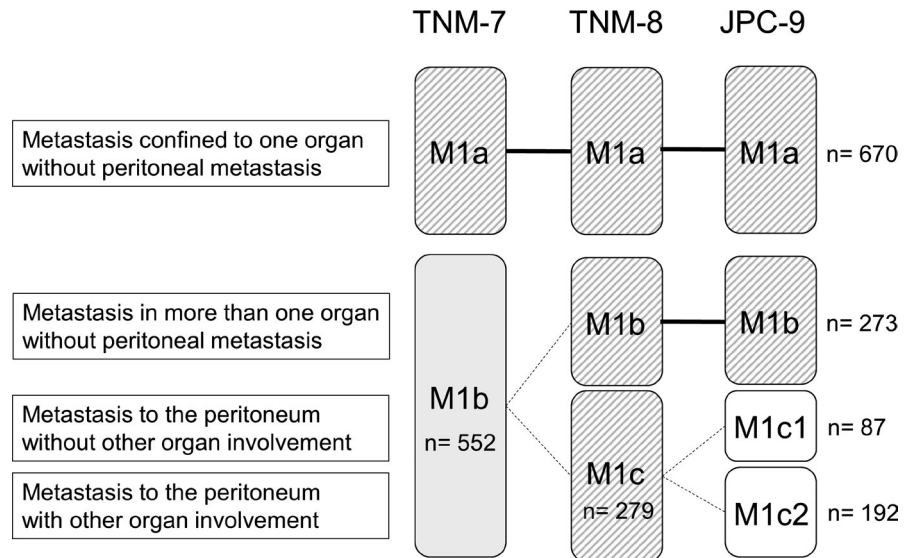 TNM-7 TNM-8 JPC-9
Metastasis confined to one organ
without peritoneal metastasis
M1a M1a M1a n= 670
Metastasis in more than one organ
without peritoneal metastasis
M1b M1b n= 273
Metastasis to the peritoneum
without other organ involvement
M1b
n= 552
M1c1 n= 87
Metastasis to the peritoneum
with other organ involvement
M1c
n= 279
M1c2 n= 192